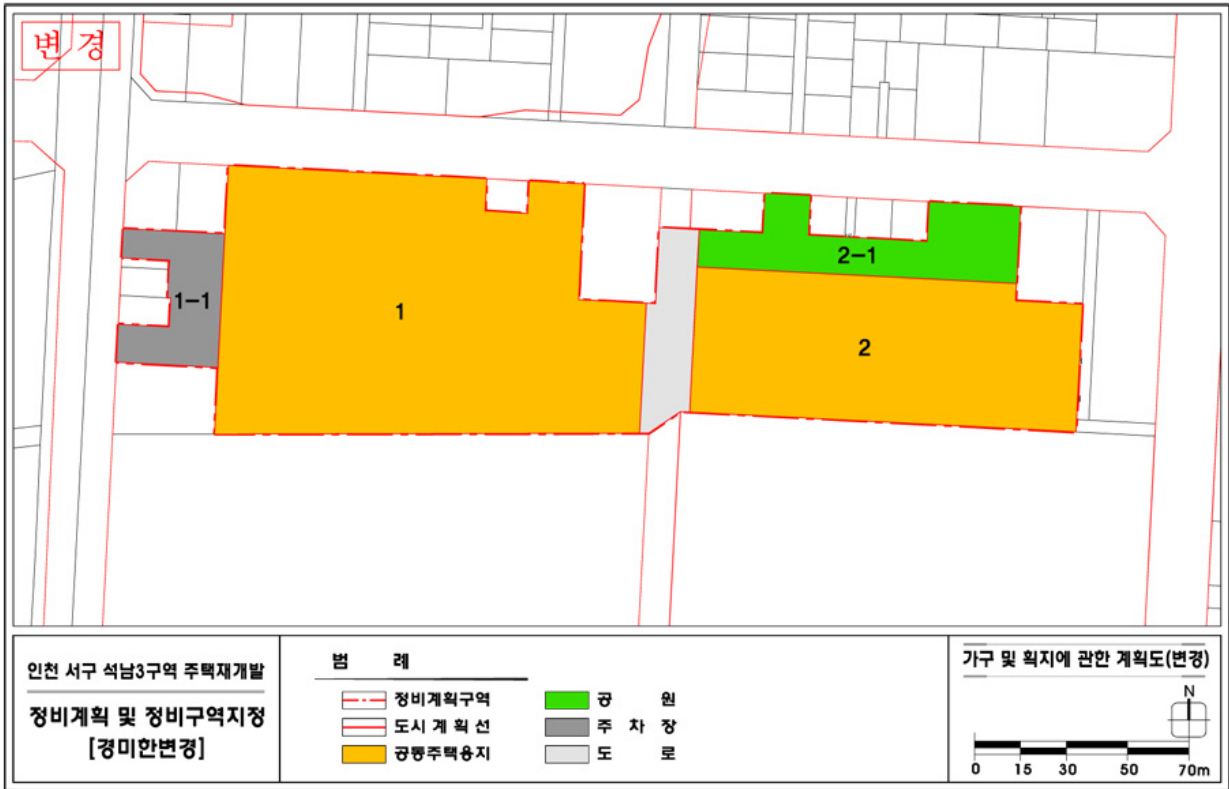 변 경
1-1
1
2-1
2
인천 서구 석남3구역 주택재개발
정비계획 및 정비구역지정
[경미한변경]
범 례
정비계획구역
도시 계획 선
공동주택용지
공 원
주 차 장
도 로
가구 및 획지에 관한 계획도(변경)
N
0 15 30 50 70m